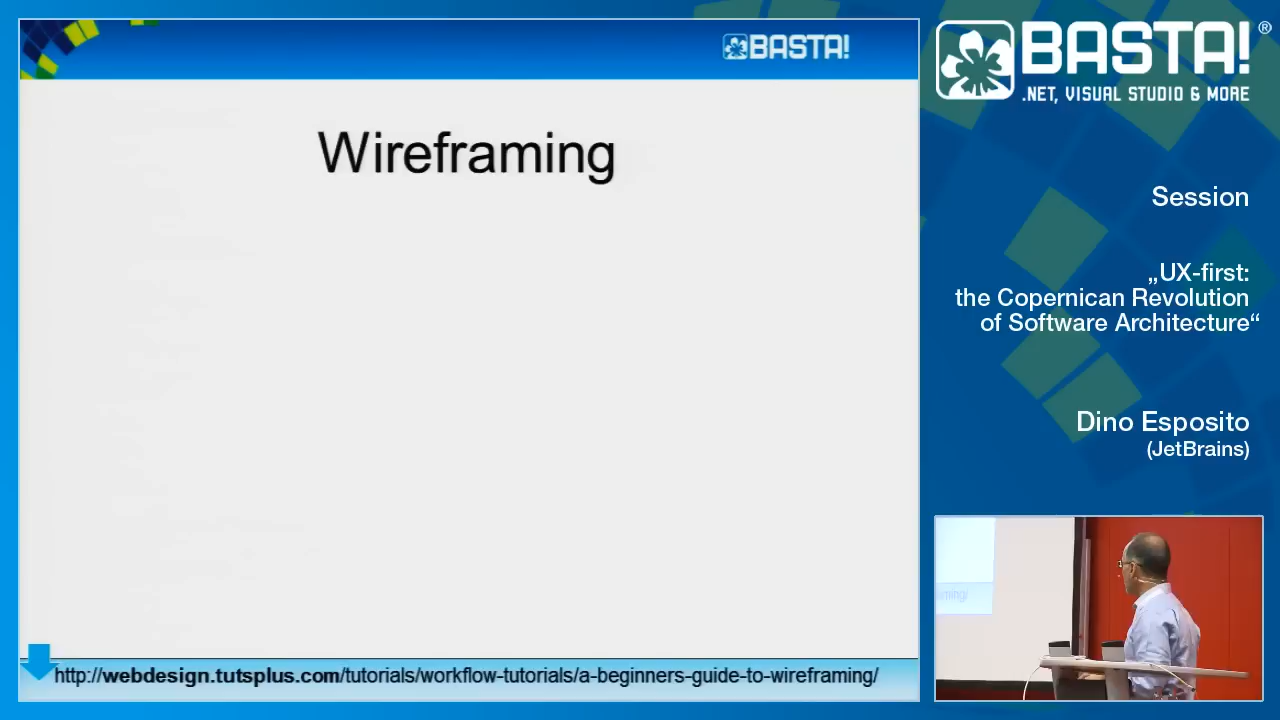 BASTA!
Wireframing
http://webdesign.tutsplus.com/tutorials/workflow-tutorials/a-beginners-guide-to-wireframing/
BASTA!®
.NET, VISUAL STUDIO & MORE
Session
„UX-first:
the Copernican Revolution
of Software Architecture“
Dino Esposito
(JetBrains)